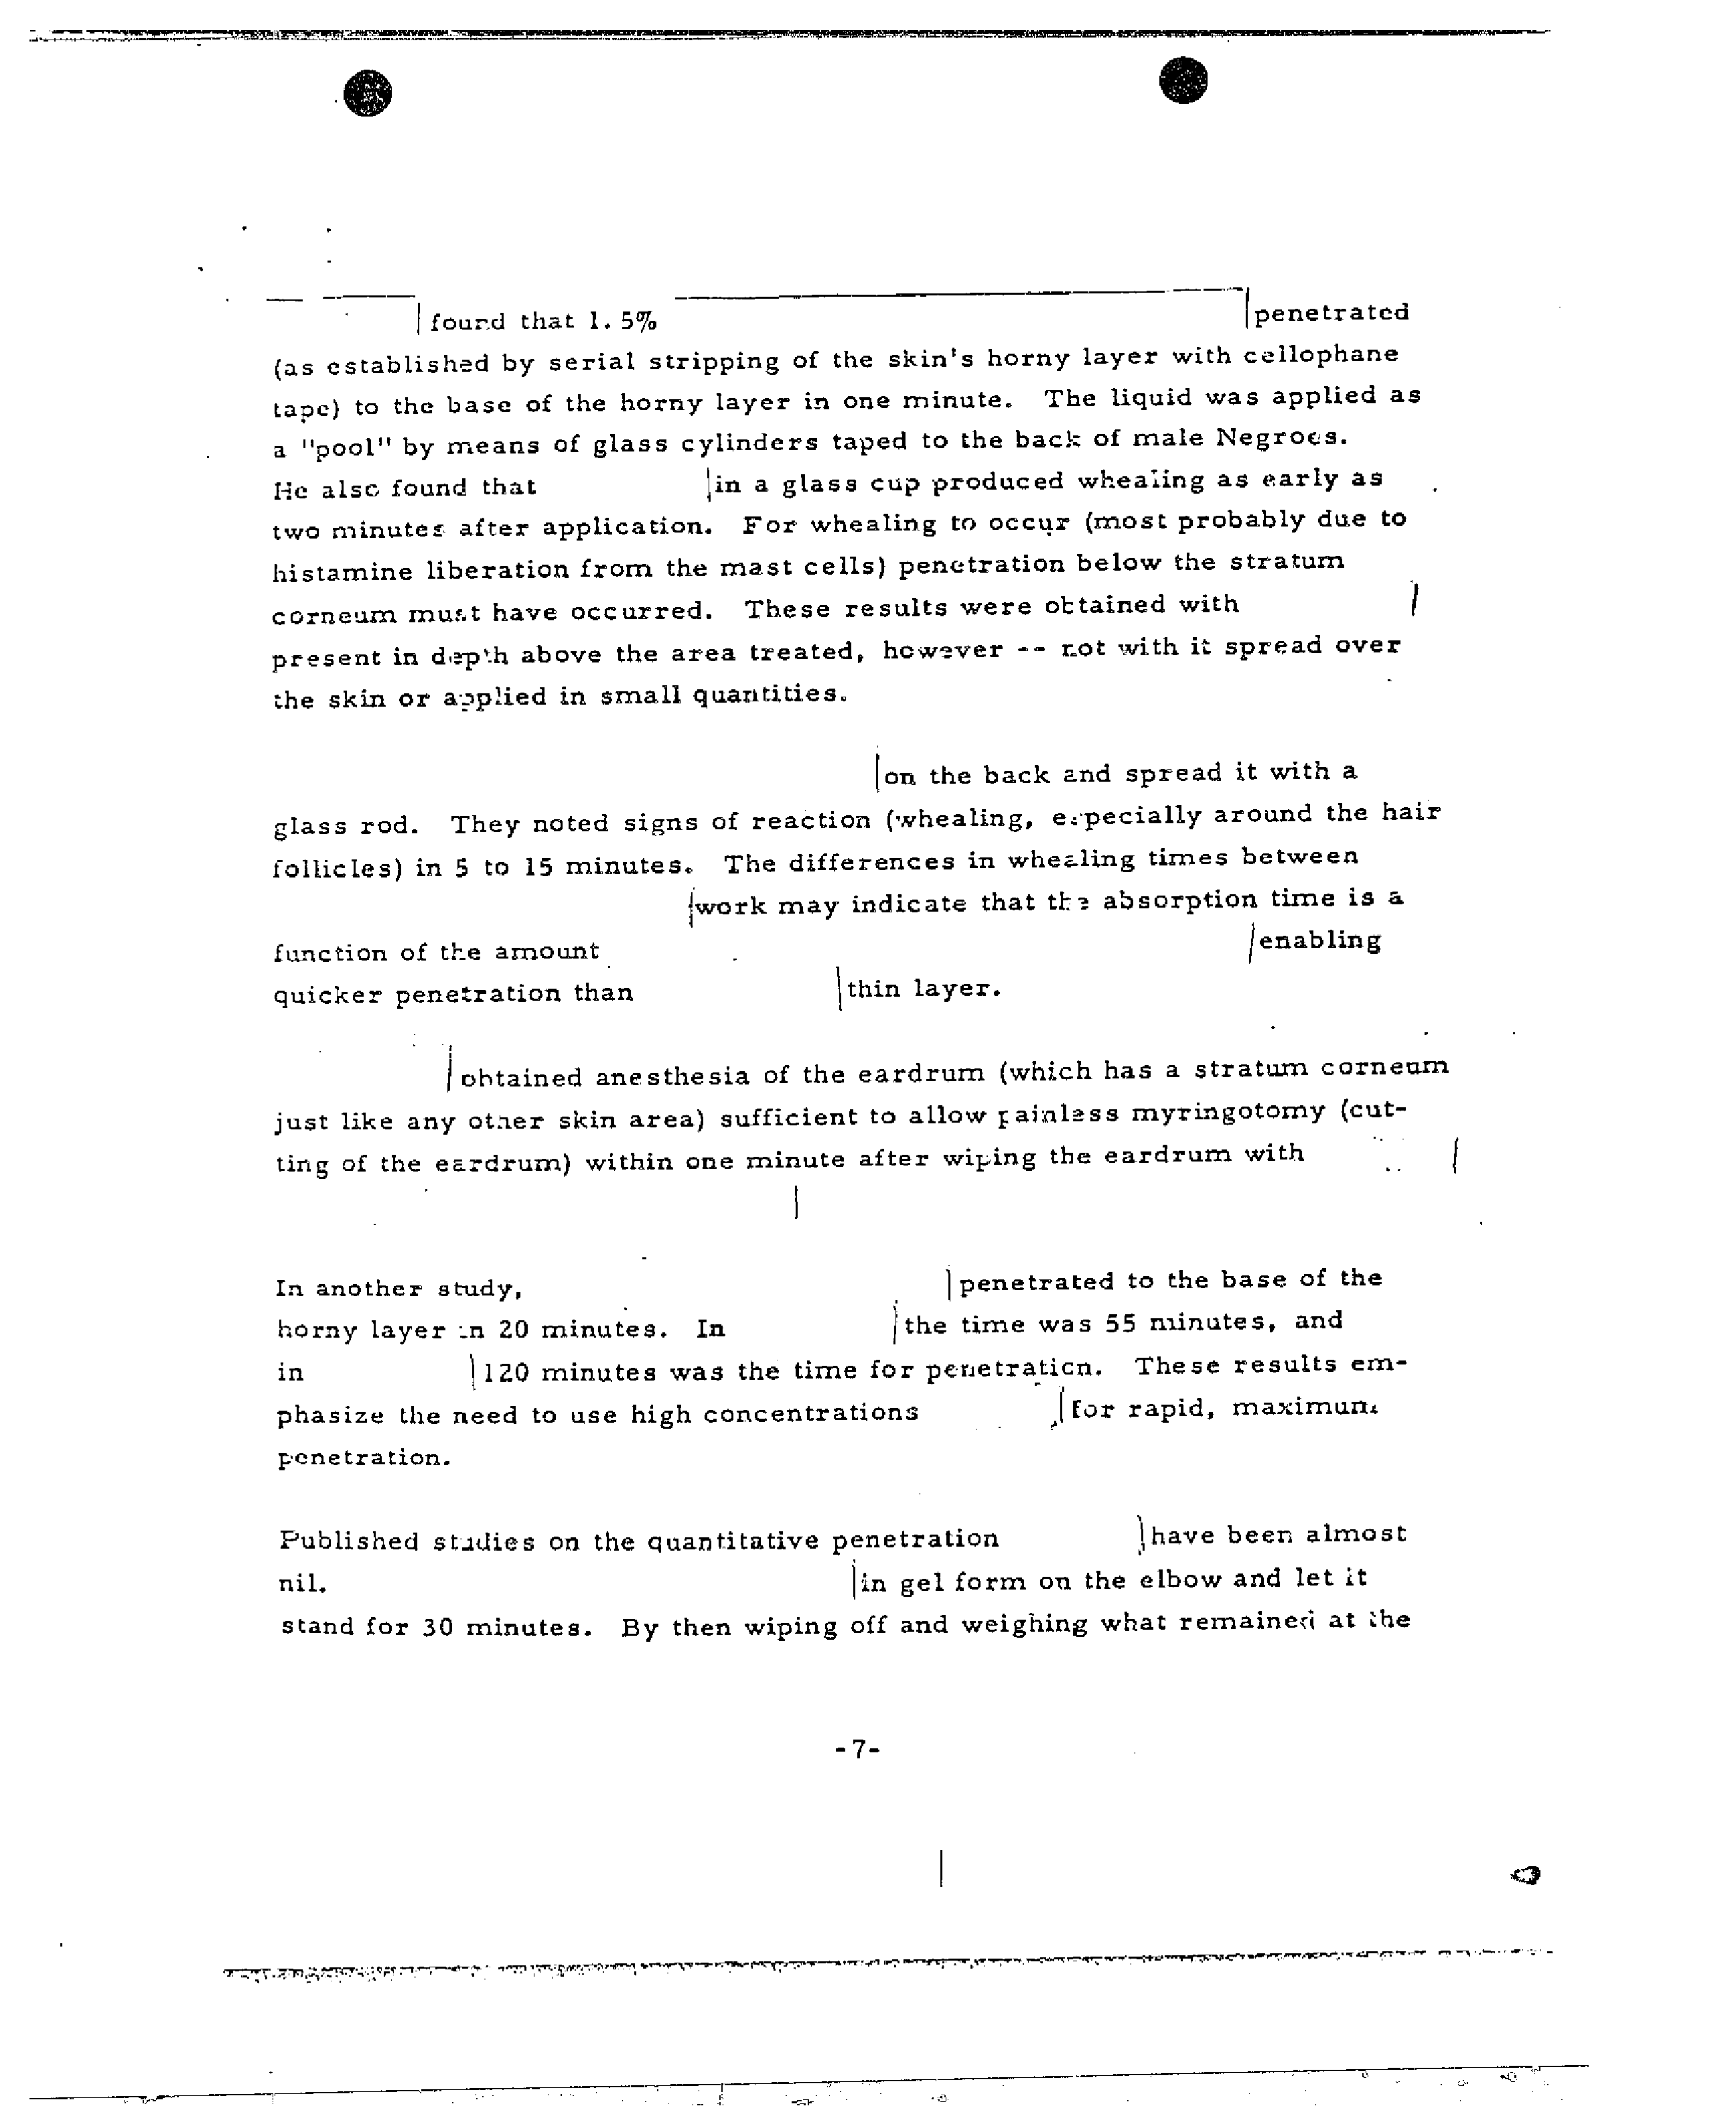 found that 1.5% penetrated
(as established by serial stripping of the skin's horny layer with cellophane
tape) to the base of the horny layer in one minute. The liquid was applied as
a "pool" by means of glass cylinders taped to the back of male Negroes.
He also found that in a glass cup produced whealing as early as
two minutes after application. For whealing to occur (most probably due to
histamine liberation from the mast cells) penetration below the stratum
corneum must have occurred. These results were obtained with
present in depth above the area treated, however -- not with it spread over
the skin or applied in small quantities.
on the back and spread it with a
glass rod. They noted signs of reaction (whealing, especially around the hair
follicles) in 5 to 15 minutes. The differences in whealing times between
work may indicate that the absorption time is a
function of the amount enabling
quicker penetration than thin layer.
obtained anesthesia of the eardrum (which has a stratum corneum
just like any other skin area) sufficient to allow painless myringotomy (cut-
ting of the eardrum) within one minute after wiping the eardrum with
In another study, penetrated to the base of the
horny layer in 20 minutes. In the time was 55 minutes, and
in 120 minutes was the time for penetration. These results em-
phasize the need to use high concentrations for rapid, maximum
penetration.
Published studies on the quantitative penetration have been almost
nil. in gel form on the elbow and let it
stand for 30 minutes. By then wiping off and weighing what remained at the
-7-